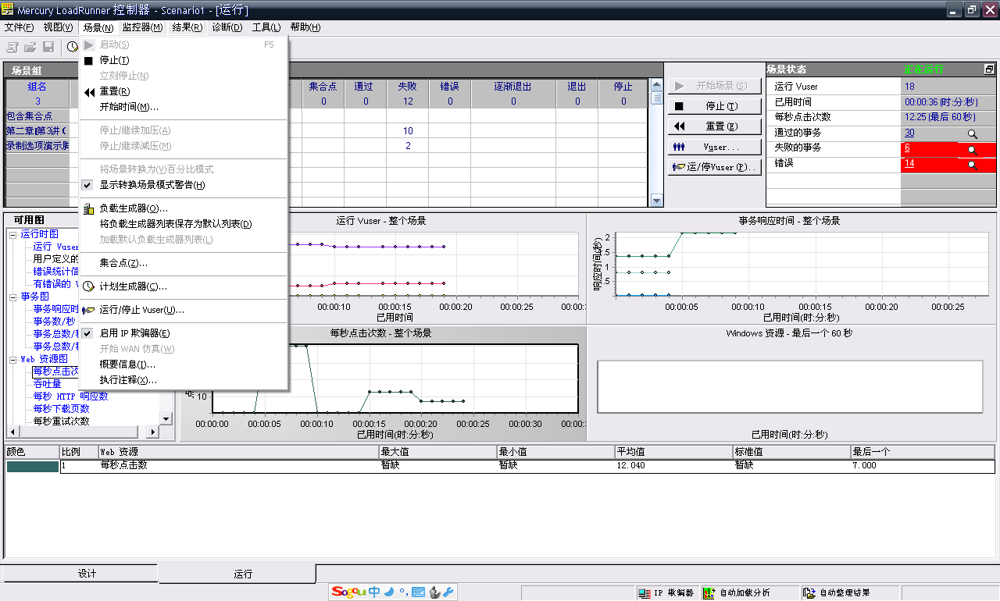 Mercury LoadRunner 控制器 - Scenario1 - [运行]
文件(F) 视图(V) 场景(N) 监控器(M) 结果(R) 诊断(D) 工具(L) 帮助(H)
启动(S) F5
停止(T)
立刻停止(N)
重置(R)
开始时间(M)...
停止/继续加压(A)
停止/继续减压(M)
将场景转换为(V)百分比模式
显示转换场景模式警告(H)
负载生成器(O)...
将负载生成器列表保存为默认列表(D)
加载默认负载生成器列表(L)
集合点(Z)...
计划生成器(C)...
运行/停止 Vuser(U)...
启用 IP 欺骗器(E)
开始 WAN 仿真(W)
概要信息(I)...
执行注释(X)...
场景组
组名 集合点 通过 失败 错误 逐渐退出 退出 停止
3 0 0 12 0 0 0 0
包含集合点
第二章[第3讲 ( 10
录制选项演示脚 2
开始场景(S)
停止(T)
重置(R)
Vuser...
运/停Vuser(P)..
场景状态 正在运行
运行 Vuser 18
已用时间 00:00:36 (时:分:秒)
每秒点击次数 12.25 (最后 60 秒)
通过的事务 30
失败的事务 6
错误 14
可用图
运行时图
运行 Vuser
用户定义的
错误统计信
有错误的 V
事务图
事务响应时
事务数/秒
事务总数/秒
事务总数/秒
Web 资源图
每秒点击次
吞吐量
每秒 HTTP 响应数
每秒下载页数
每秒重试次数
运行 Vuser - 整个场景
00:00:10 00:00:15 00:00:20 00:00:25 00:00:30 00:0
已用时间
事务响应时间 - 整个场景
响应时间(秒)
2
1.5
1
.5
00:00:05 00:00:10 00:00:15 00:00:20 00:00:25
已用时间(时:分:秒)
每秒点击次数 - 整个场景
10
00:00:00 00:00:05 00:00:10 00:00:15 00:00:20 00:00:25 00:00:30 00:0
已用时间(时:分:秒)
Windows 资源 - 最后一个 60 秒
已用时间(时:分:秒)
颜色 比例 Web 资源 最大值 最小值 平均值 标准值 最后一个
1 每秒点击数 暂缺 暂缺 12.040 暂缺 7.000
设计 运行
Sogou 中
IP 欺骗器 自动加载分析 自动整理结果